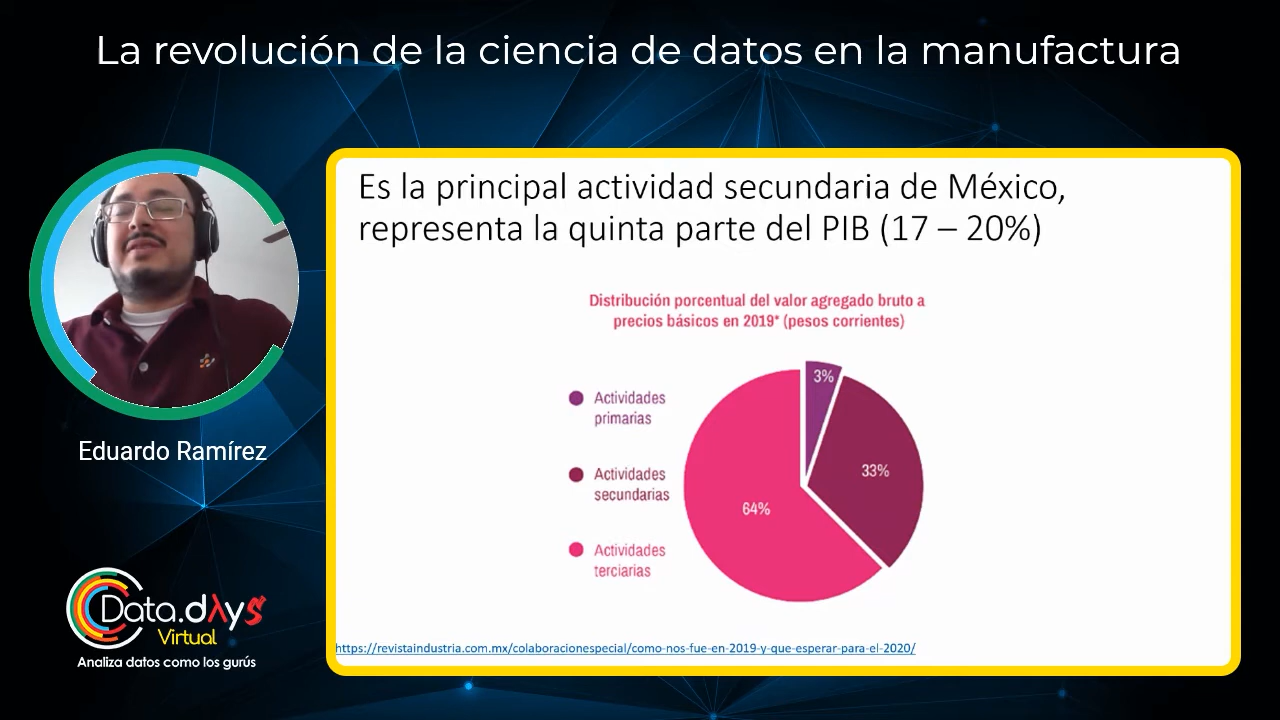 La revolución de la ciencia de datos en la manufactura
Es la principal actividad secundaria de México,
representa la quinta parte del PIB (17 – 20%)
Distribución porcentual del valor agregado bruto a
precios básicos en 2019* (pesos corrientes)
Actividades
primarias
Actividades
secundarias
Actividades
terciarias
3%
33%
64%
https://revistaindustria.com.mx/colaboracionespecial/como-nos-fue-en-2019-y-que-esperar-para-el-2020/
Eduardo Ramírez
Data.dλys
Virtual
Analiza datos como los gurús